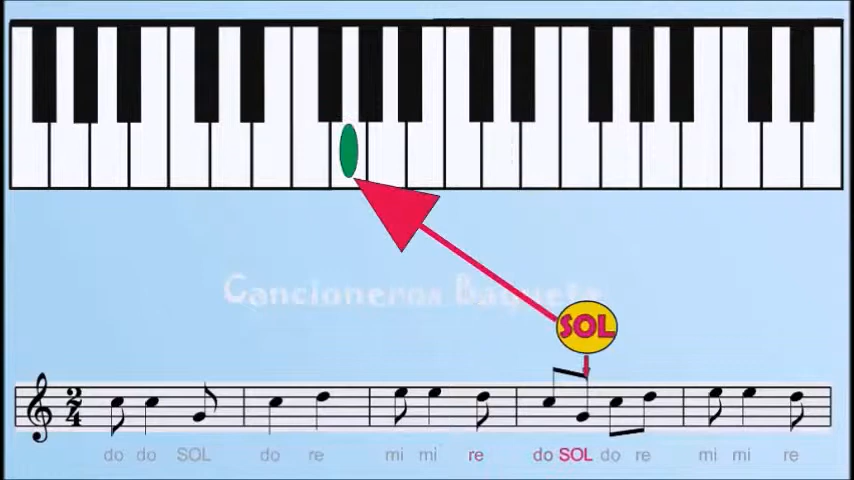 Cancioneros Baqueta
SOL
2
4
do do SOL do re mi mi re do SOL do re mi mi re